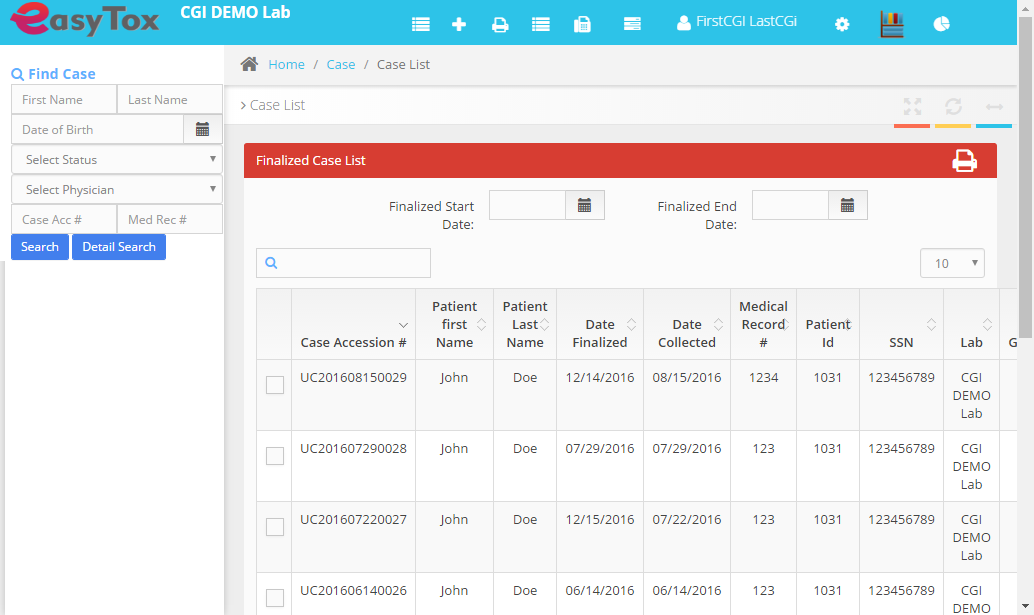 easyTox
CGI DEMO Lab
FirstCGI LastCGi
Find Case
First Name
Last Name
Date of Birth
Select Status
Select Physician
Case Acc #
Med Rec #
Search
Detail Search
Home / Case / Case List
Case List
Finalized Case List
Finalized Start
Date:
Finalized End
Date:
10
Case Accession #
Patient
first
Name
Patient
Last
Name
Date
Finalized
Date
Collected
Medical
Record
#
Patient
Id
SSN
Lab
G
UC201608150029 John Doe 12/14/2016 08/15/2016 1234 1031 123456789 CGI
DEMO
Lab
UC201607290028 John Doe 07/29/2016 07/29/2016 123 1031 123456789 CGI
DEMO
Lab
UC201607220027 John Doe 12/15/2016 07/22/2016 123 1031 123456789 CGI
DEMO
Lab
UC201606140026 John Doe 06/14/2016 06/14/2016 123 1031 123456789 CGI
DEMO